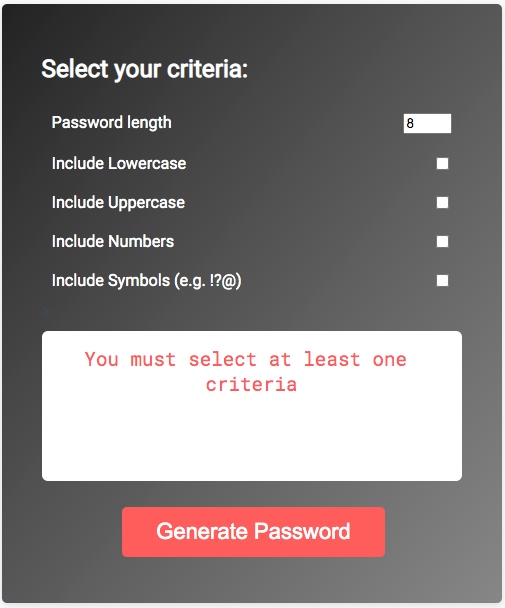 Select your criteria:
Password length 8
Include Lowercase
Include Uppercase
Include Numbers
Include Symbols (e.g. !?@)
You must select at least one
criteria
Generate Password